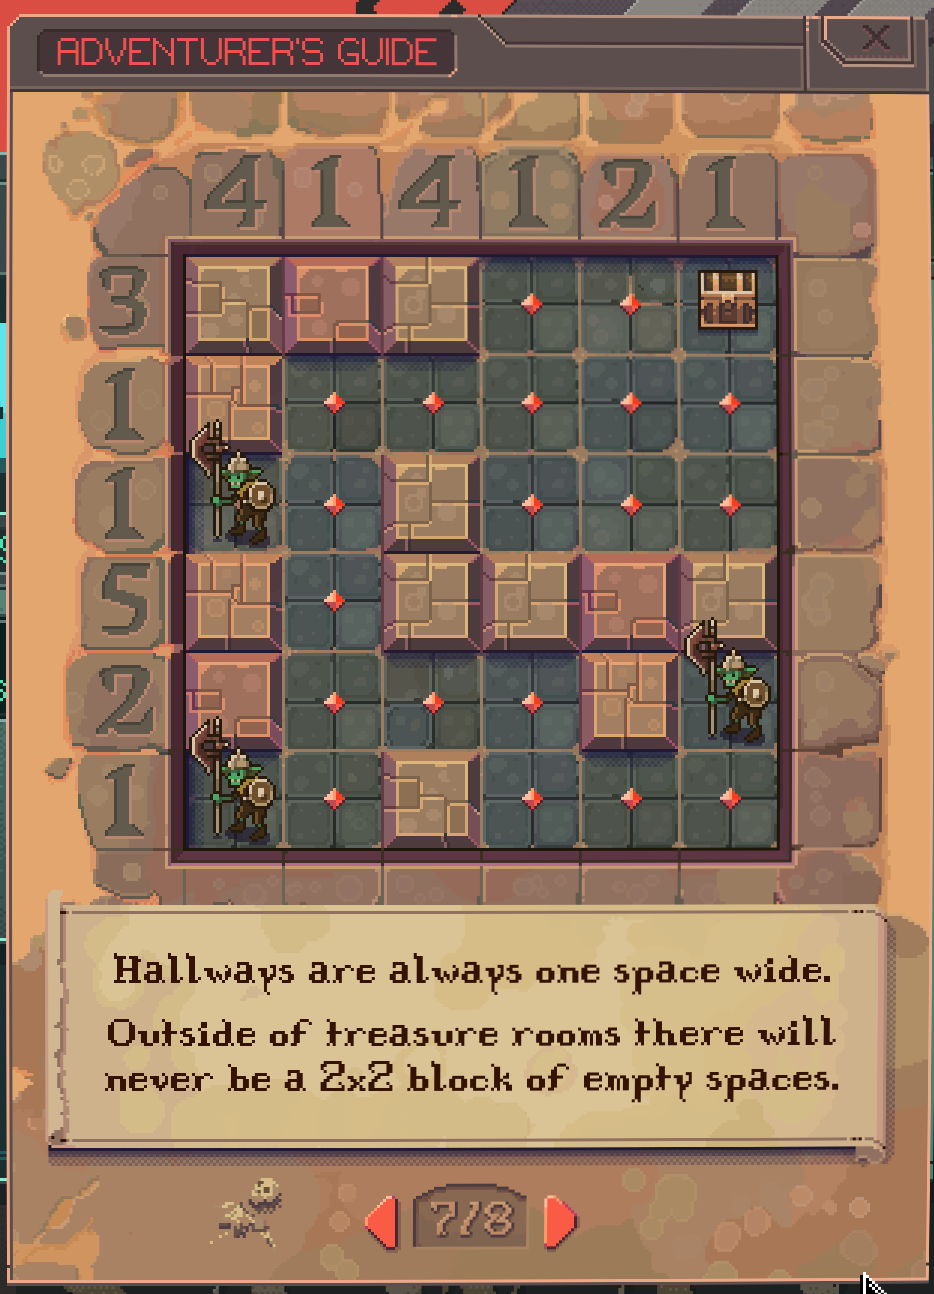 ADVENTURER'S GUIDE
X
4 1 4 1 2 1
3
1
1
5
2
1
Hallways are always one space wide.
Outside of treasure rooms there will
never be a 2x2 block of empty spaces.
7/8